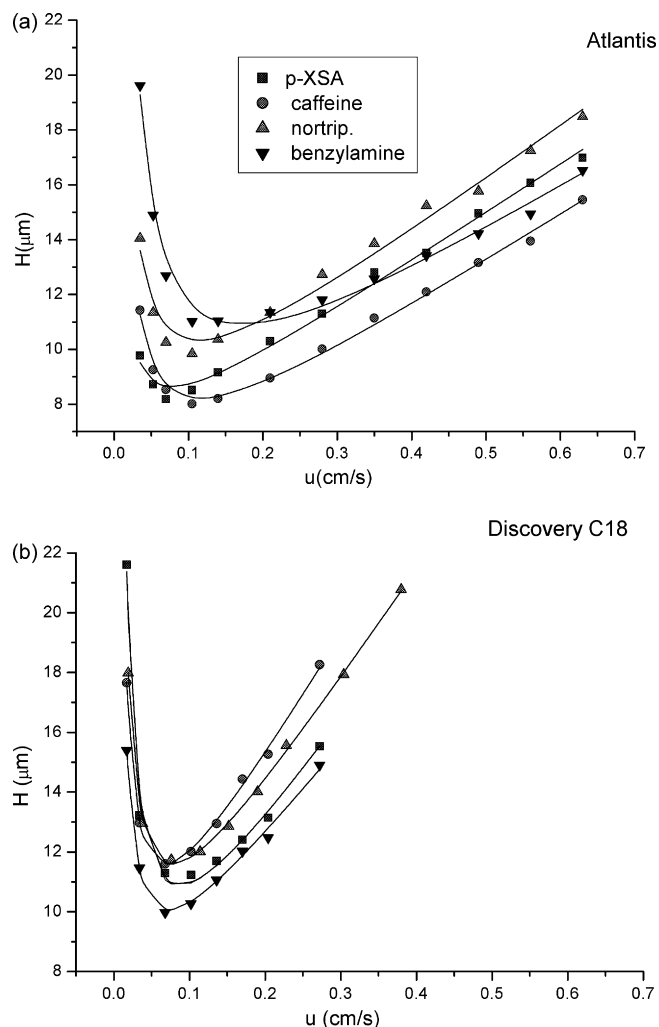 (a)
Atlantis
p-XSA
caffeine
nortrip.
benzylamine
22
20
18
16
14
12
10
8
H(μm)
0.0 0.1 0.2 0.3 0.4 0.5 0.6 0.7
u(cm/s)
(b)
Discovery C18
22
20
18
16
14
12
10
8
H (μm)
0.0 0.1 0.2 0.3 0.4 0.5 0.6 0.7
u (cm/s)